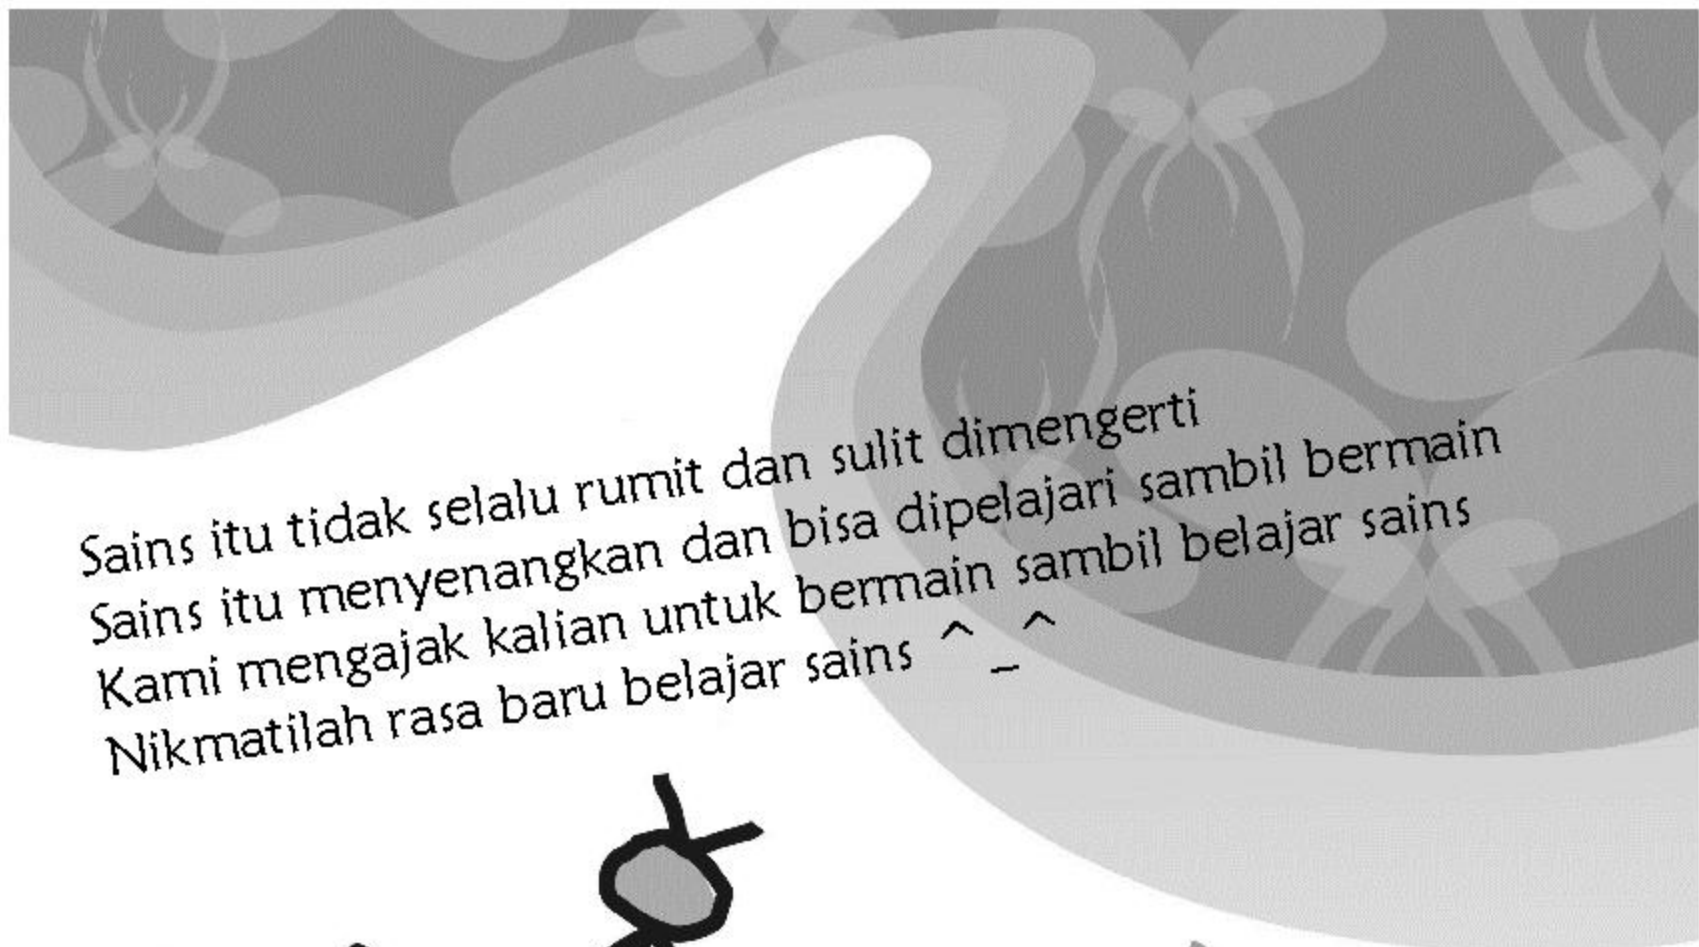 Sains itu tidak selalu rumit dan sulit dimengerti
Sains itu menyenangkan dan bisa dipelajari sambil bermain
Kami mengajak kalian untuk bermain sambil belajar sains
Nikmatilah rasa baru belajar sains ^_^